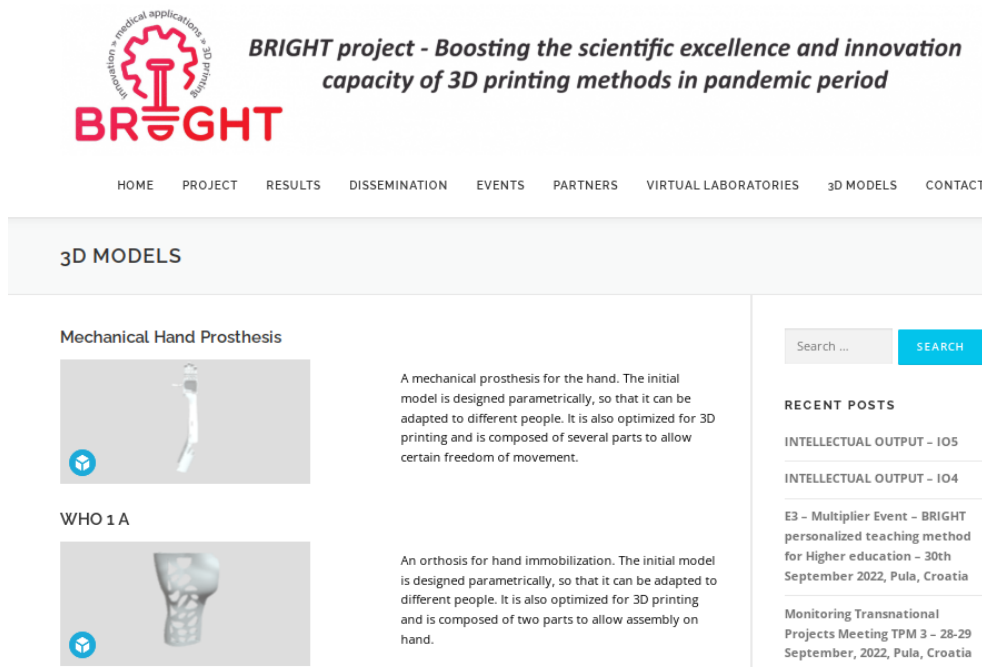 innovation » medical applications » 3D printing
BRIGHT
BRIGHT project - Boosting the scientific excellence and innovation
capacity of 3D printing methods in pandemic period
HOME PROJECT RESULTS DISSEMINATION EVENTS PARTNERS VIRTUAL LABORATORIES 3D MODELS CONTACT
3D MODELS
Mechanical Hand Prosthesis
A mechanical prosthesis for the hand. The initial
model is designed parametrically, so that it can be
adapted to different people. It is also optimized for 3D
printing and is composed of several parts to allow
certain freedom of movement.
WHO 1 A
An orthosis for hand immobilization. The initial model
is designed parametrically, so that it can be adapted to
different people. It is also optimized for 3D printing
and is composed of two parts to allow assembly on
hand.
Search ...
SEARCH
RECENT POSTS
INTELLECTUAL OUTPUT – IO5
INTELLECTUAL OUTPUT – IO4
E3 – Multiplier Event – BRIGHT
personalized teaching method
for Higher education – 30th
September 2022, Pula, Croatia
Monitoring Transnational
Projects Meeting TPM 3 – 28-29
September, 2022, Pula, Croatia